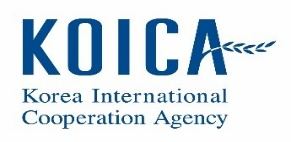 KOICA
Korea International
Cooperation Agency